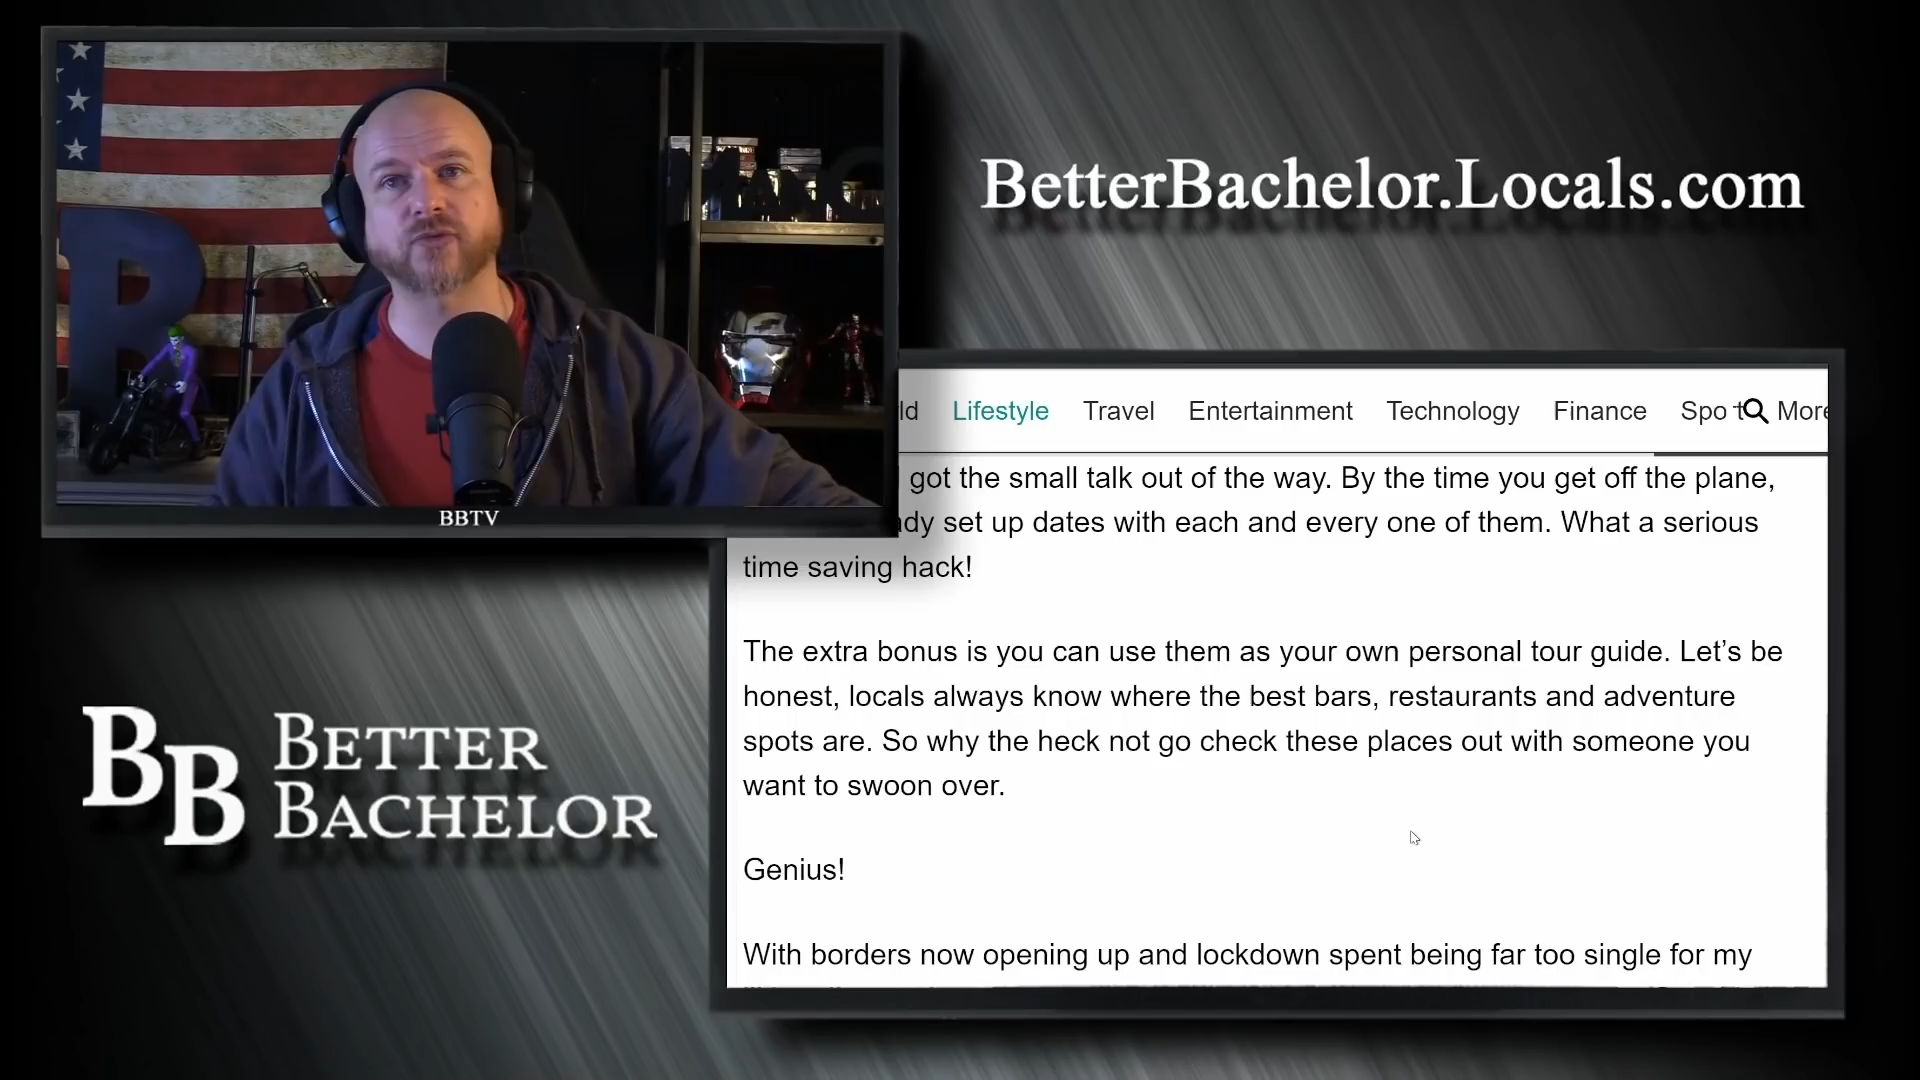 BetterBachelor.Locals.com
BBTV
ld Lifestyle Travel Entertainment Technology Finance Spo t More
got the small talk out of the way. By the time you get off the plane,
ady set up dates with each and every one of them. What a serious
time saving hack!
The extra bonus is you can use them as your own personal tour guide. Let’s be
honest, locals always know where the best bars, restaurants and adventure
spots are. So why the heck not go check these places out with someone you
want to swoon over.
Genius!
With borders now opening up and lockdown spent being far too single for my
BB BETTER
BACHELOR